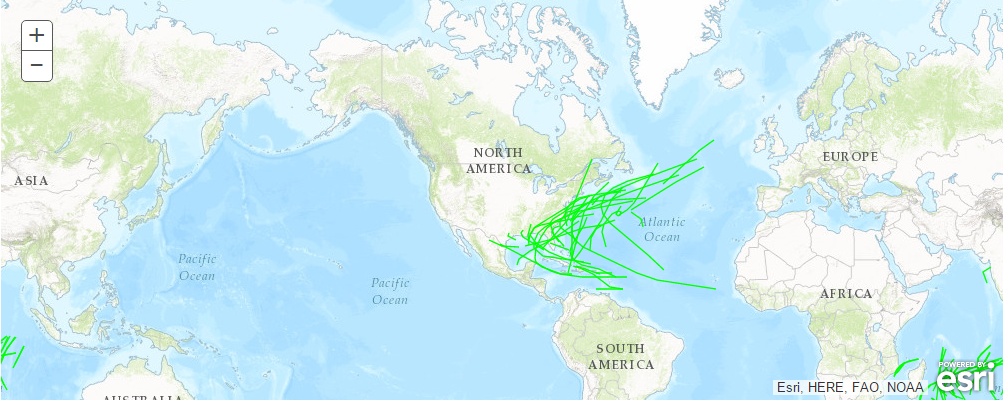 +
−
NORTH
AMERICA
EUROPE
ASIA
Atlantic
Ocean
Pacific
Ocean
Pacific
Ocean
AFRICA
SOUTH
AMERICA
POWERED BY
esri
Esri, HERE, FAO, NOAA